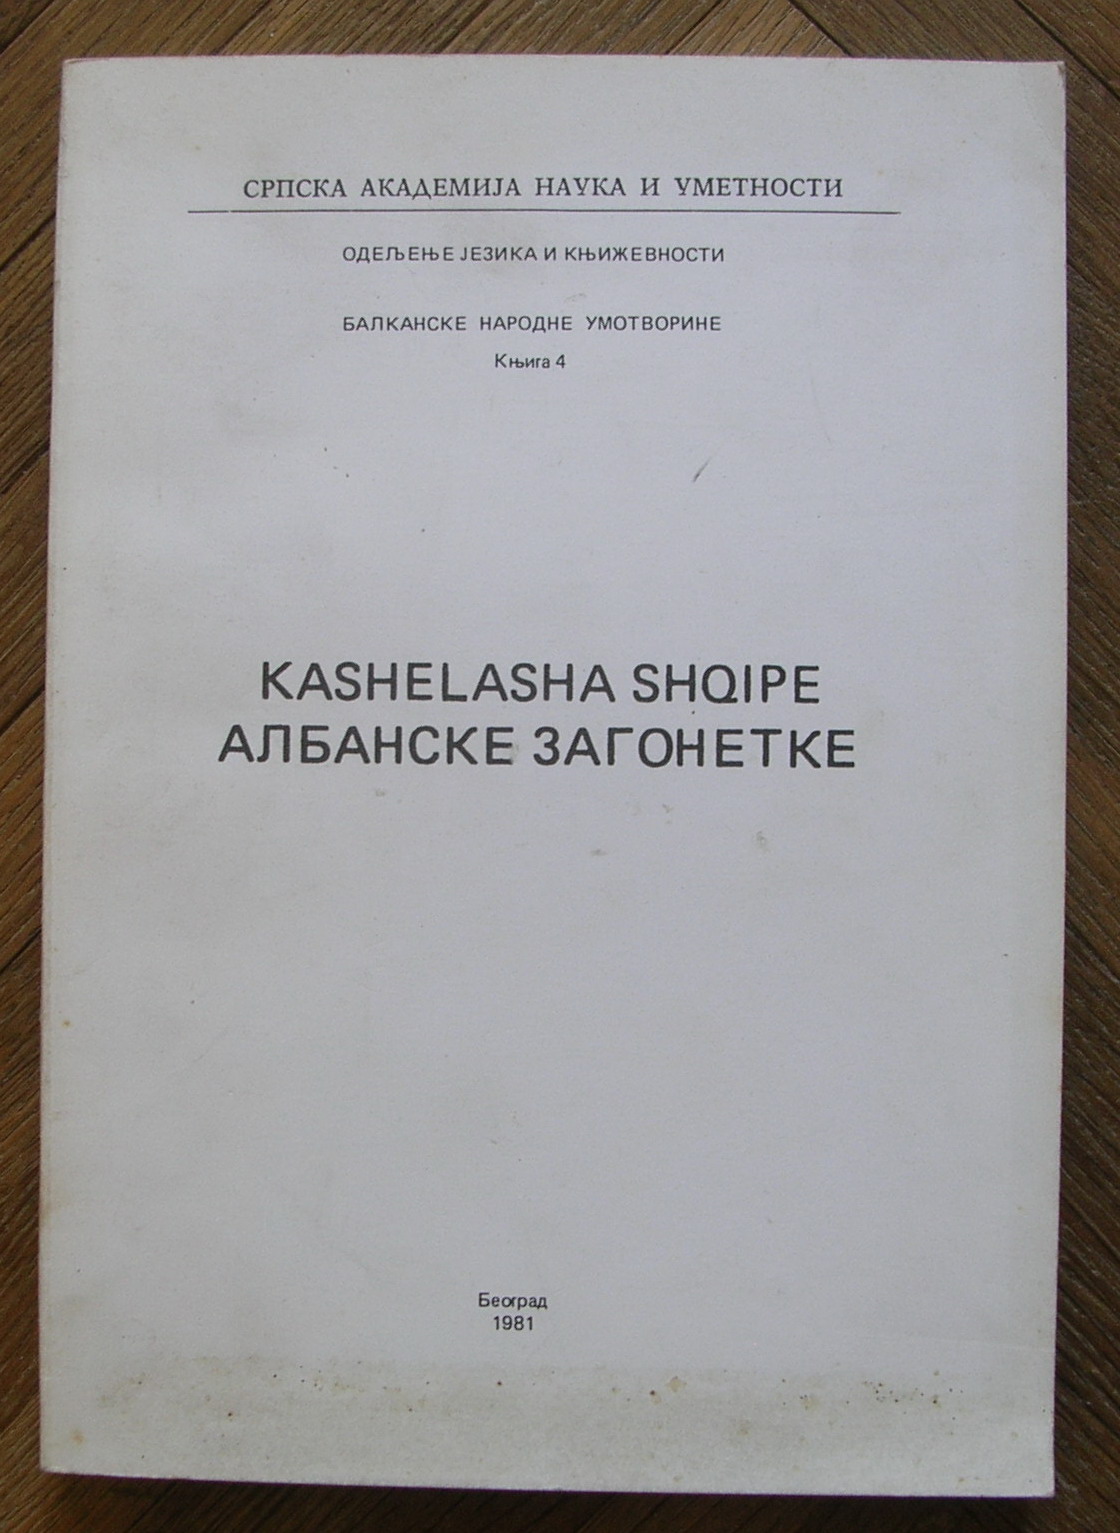 СРПСКА АКАДЕМИЈА НАУКА И УМЕТНОСТИ
ОДЕЉЕЊЕ ЈЕЗИКА И КЊИЖЕВНОСТИ
БАЛКАНСКЕ НАРОДНЕ УМОТВОРИНЕ
Књига 4
KASHELASHA SHQIPE
АЛБАНСКЕ ЗАГОНЕТКЕ
Београд
1981